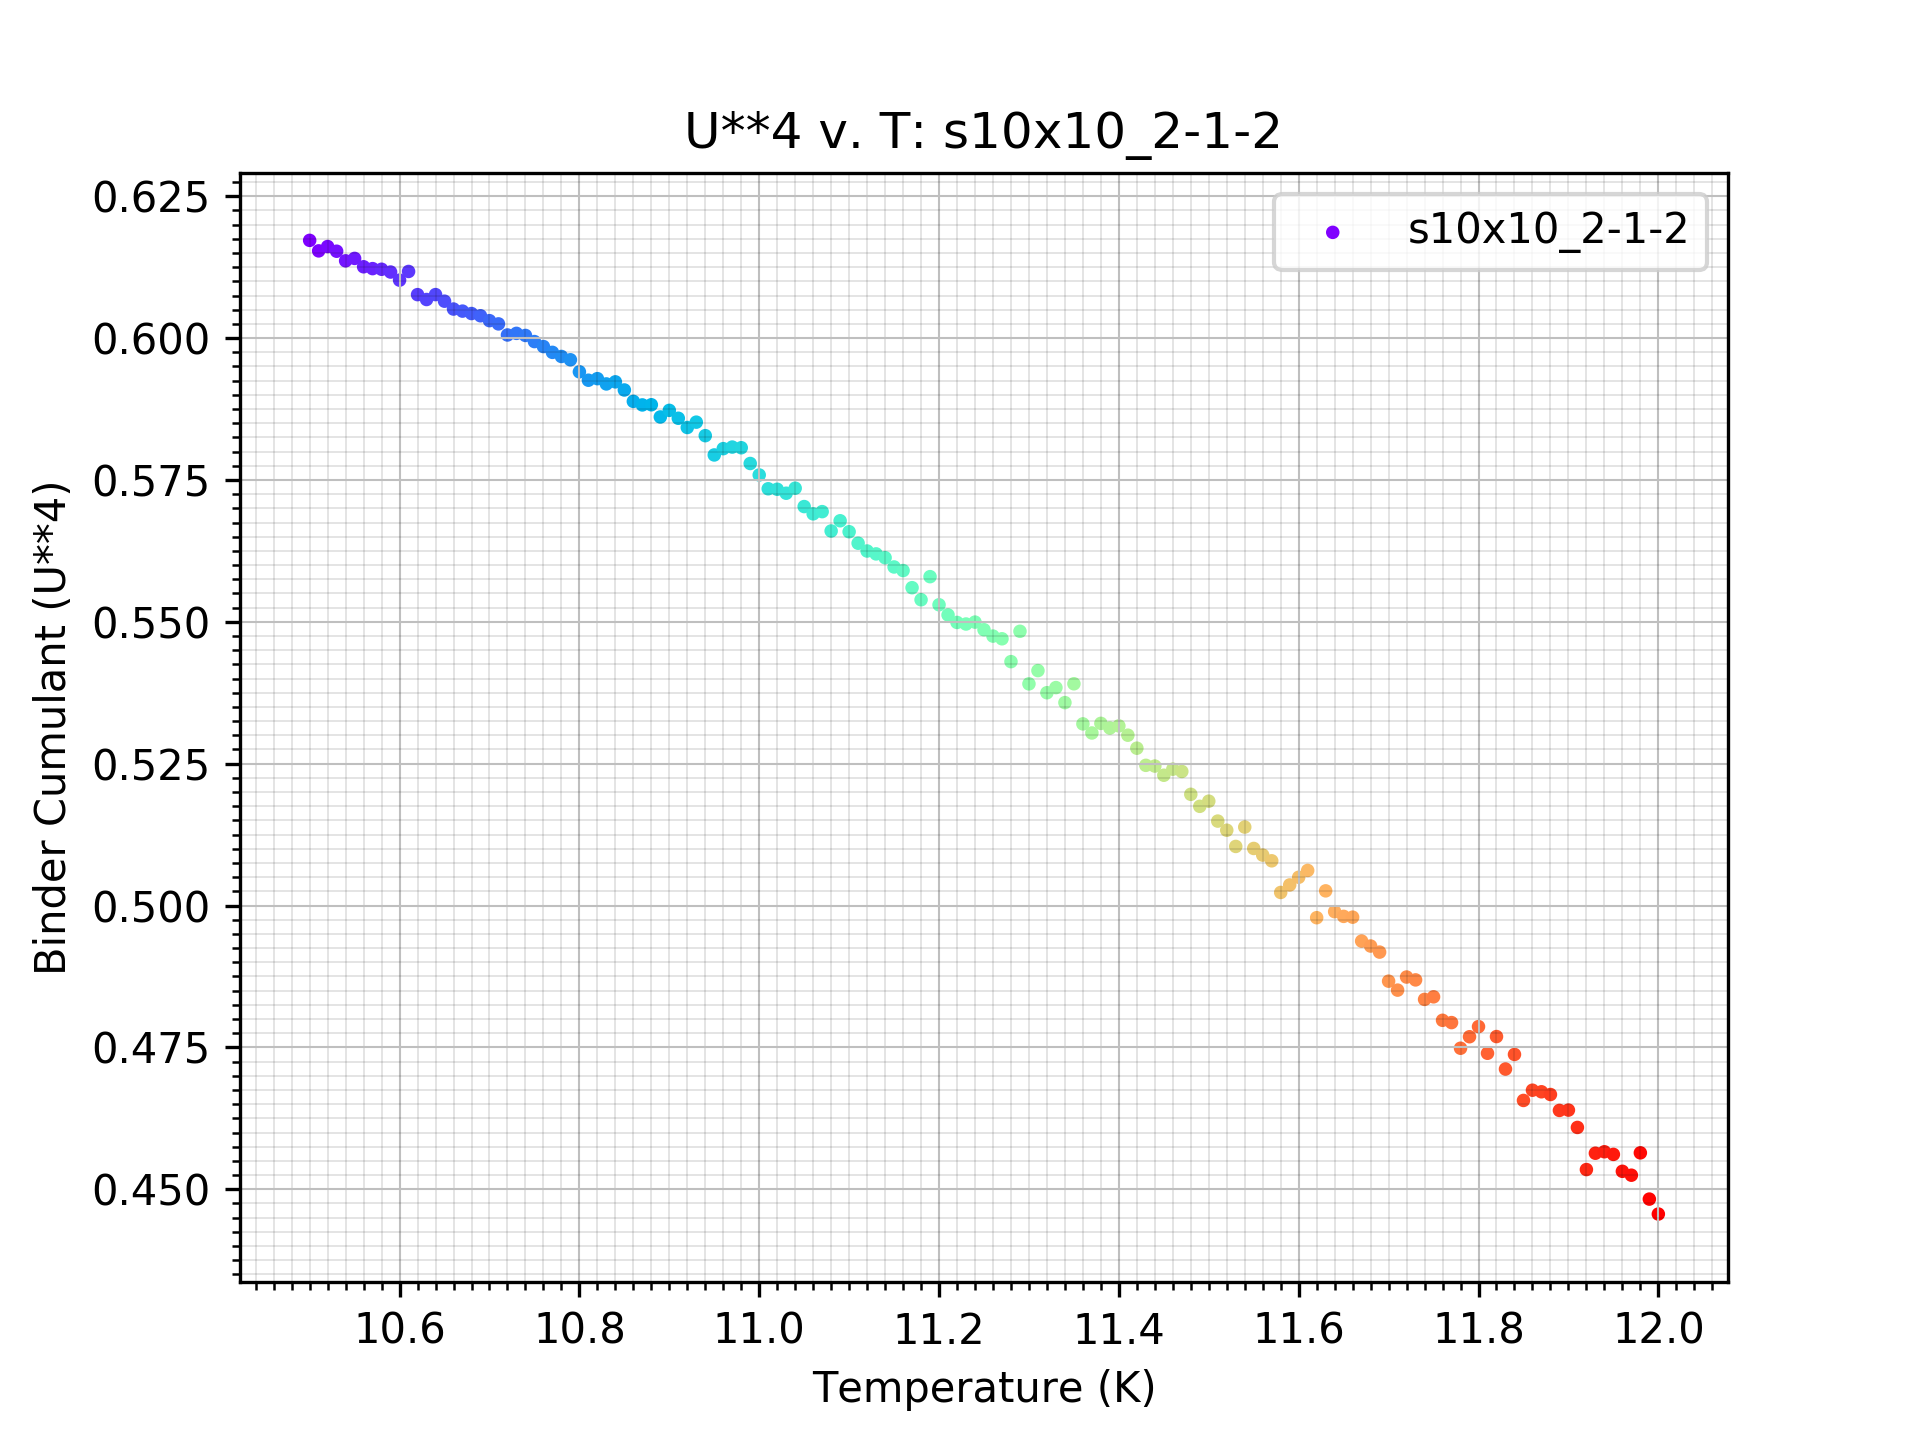 U**4 v. T: s10x10_2-1-2
s10x10_2-1-2
0.625
0.600
0.575
0.550
0.525
0.500
0.475
0.450
Binder Cumulant (U**4)
10.6 10.8 11.0 11.2 11.4 11.6 11.8 12.0
Temperature (K)